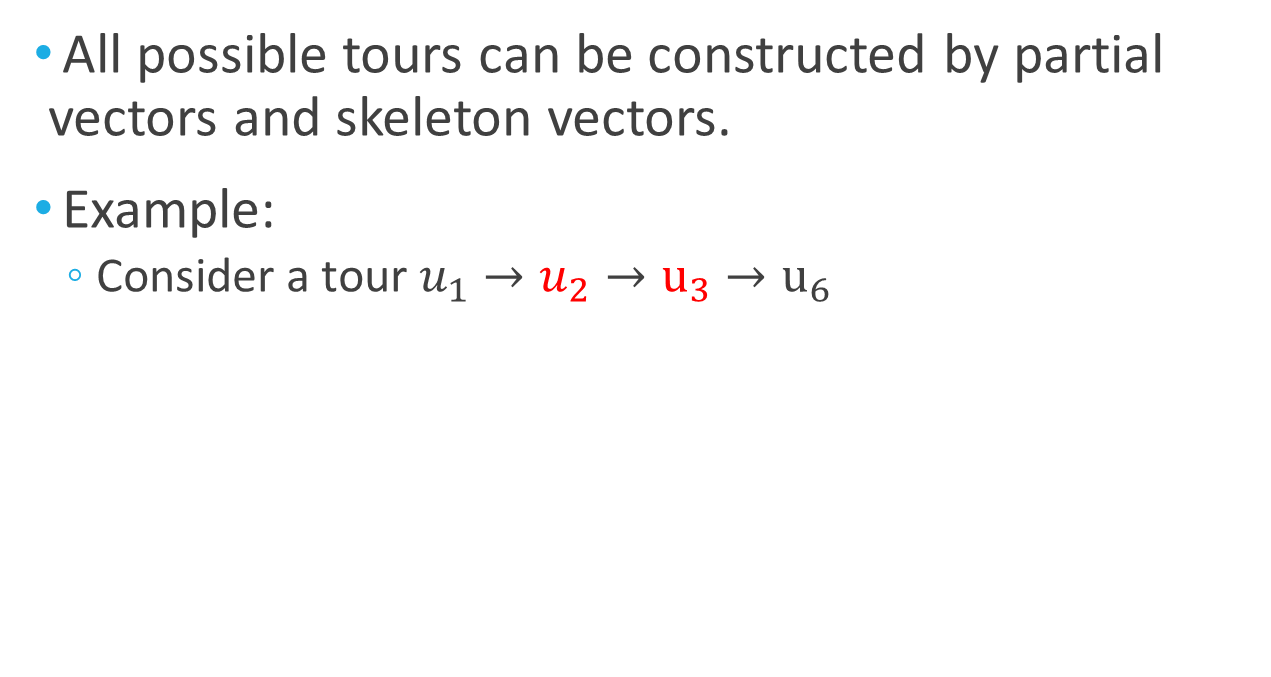 • All possible tours can be constructed by partial
vectors and skeleton vectors.
• Example:
◦ Consider a tour 𝑢₁ → 𝑢₂ → u₃ → u₆